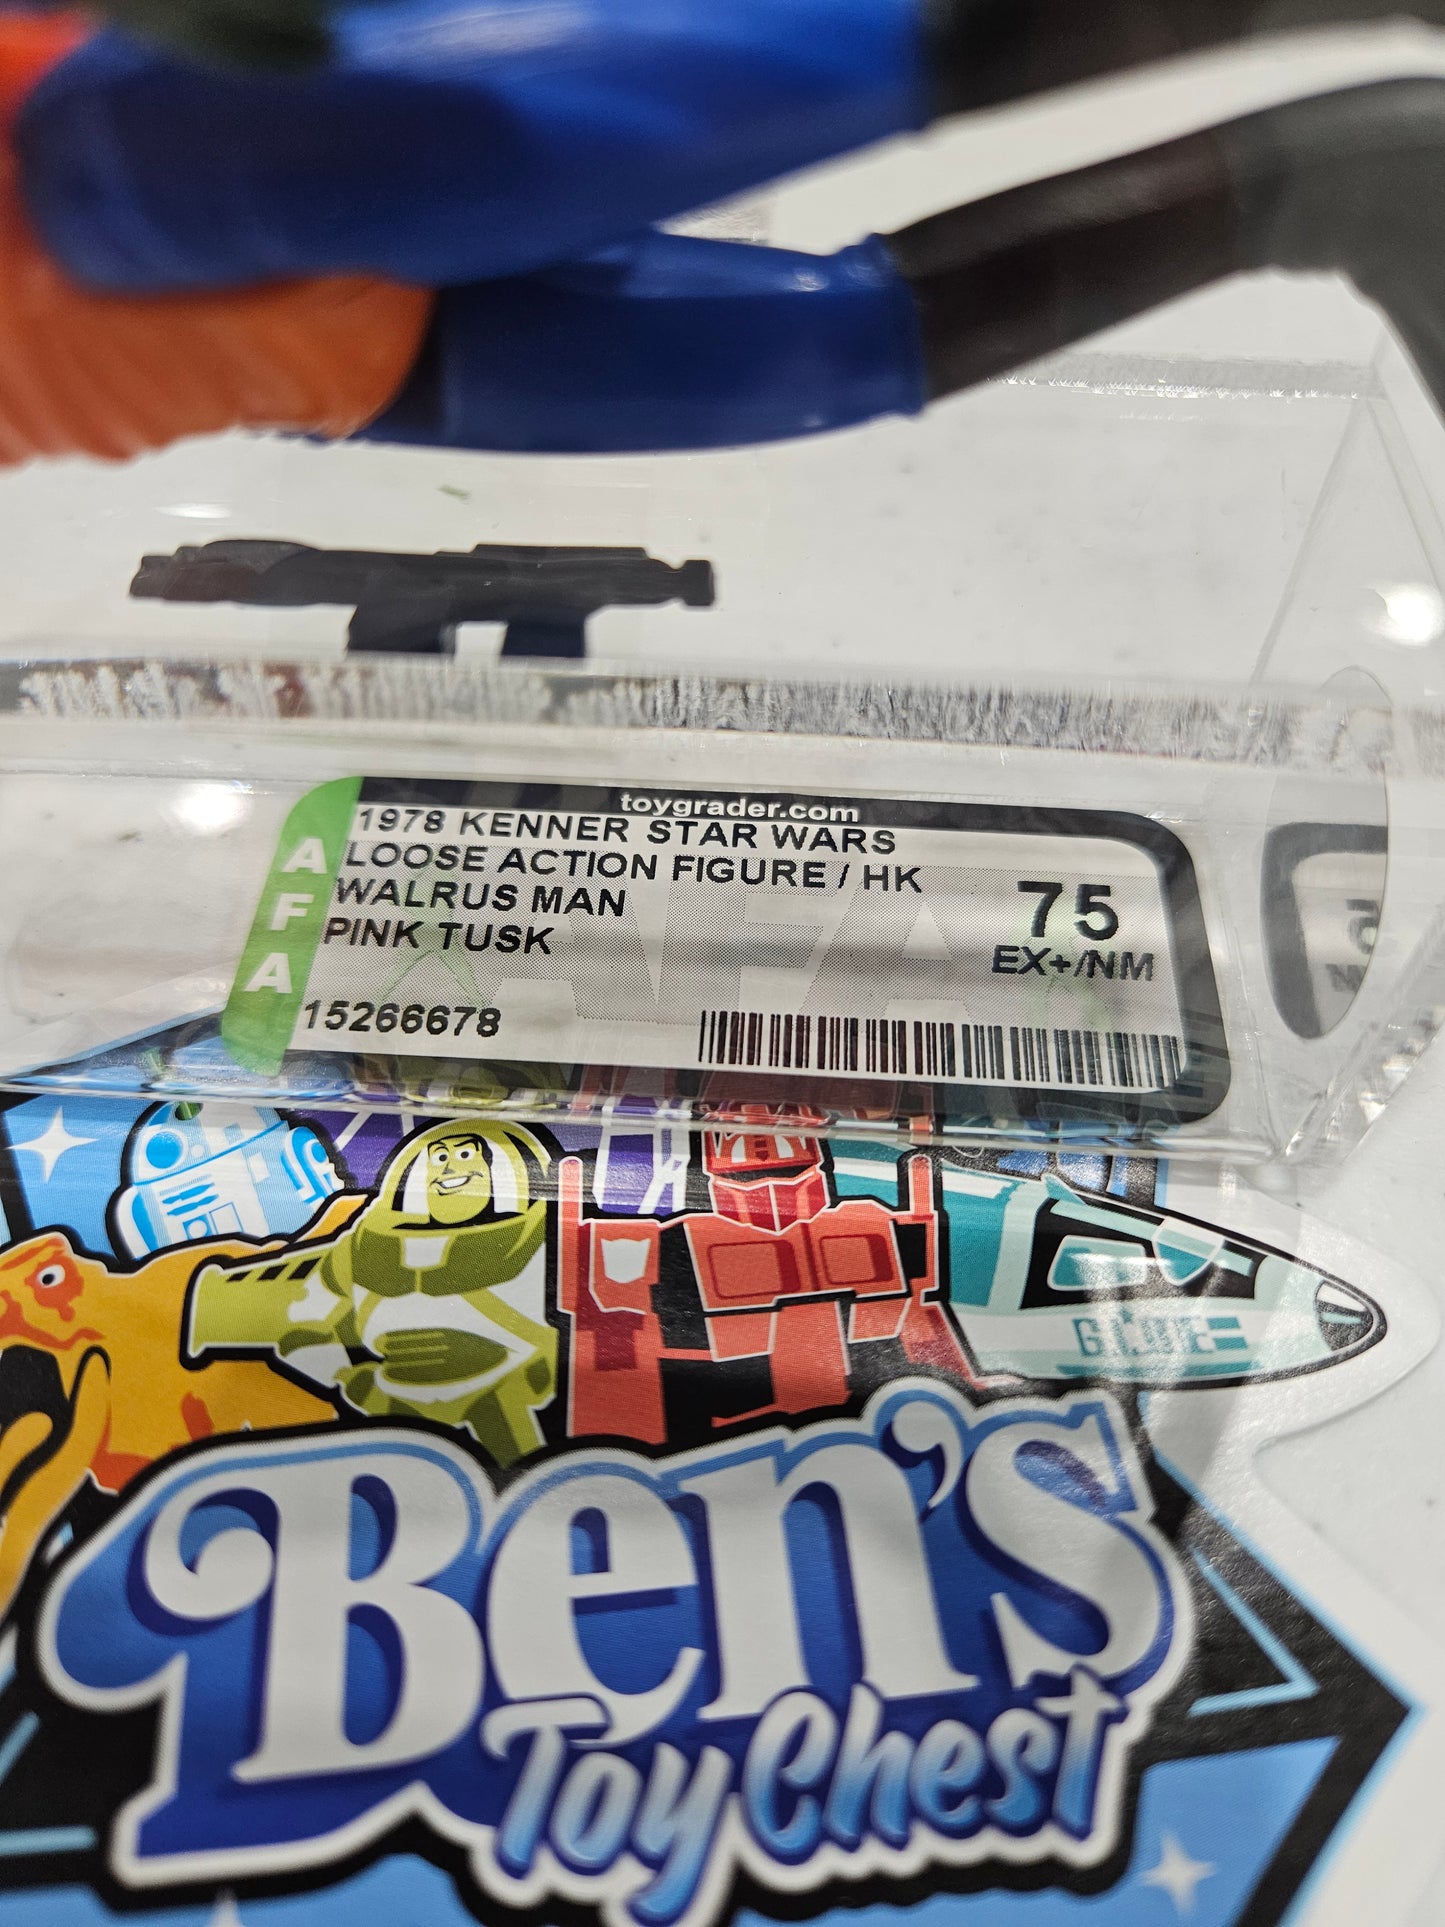 toygrader.com
AFA
1978 KENNER STAR WARS
LOOSE ACTION FIGURE / HK
WALRUS MAN
PINK TUSK
75
EX+/NM
15266678
G.I. JOE
Ben's
Toy Chest